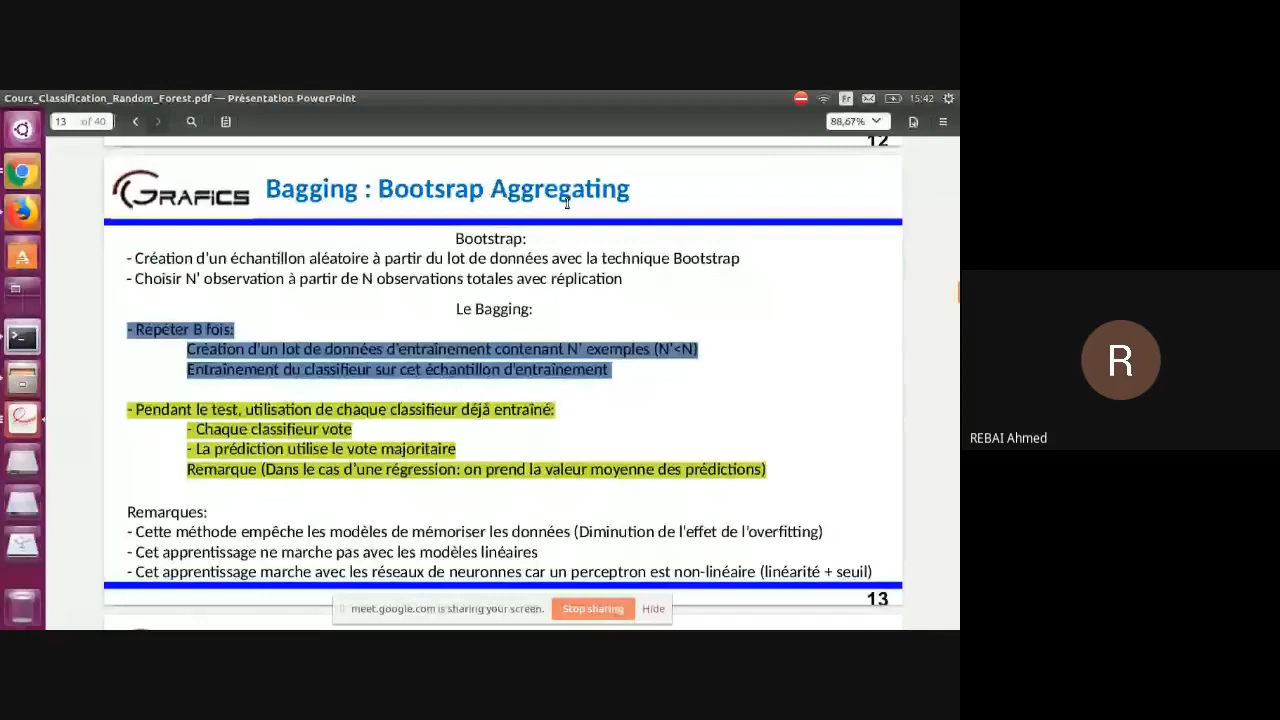 Cours_Classification_Random_Forest.pdf — Présentation PowerPoint
Fr
15:42
13 of 40
88,67%
12
GRAFICS
Bagging : Bootsrap Aggregating
Bootstrap:
- Création d'un échantillon aléatoire à partir du lot de données avec la technique Bootstrap
- Choisir N' observation à partir de N observations totales avec réplication
Le Bagging:
- Répéter B fois:
Création d'un lot de données d'entraînement contenant N' exemples (N'<N)
Entraînement du classifieur sur cet échantillon d'entraînement
- Pendant le test, utilisation de chaque classifieur déjà entraîné:
- Chaque classifieur vote
- La prédiction utilise le vote majoritaire
Remarque (Dans le cas d'une régression: on prend la valeur moyenne des prédictions)
Remarques:
- Cette méthode empêche les modèles de mémoriser les données (Diminution de l'effet de l'overfitting)
- Cet apprentissage ne marche pas avec les modèles linéaires
- Cet apprentissage marche avec les réseaux de neuronnes car un perceptron est non-linéaire (linéarité + seuil)
13
meet.google.com is sharing your screen.
Stop sharing
Hide
R
REBAI Ahmed